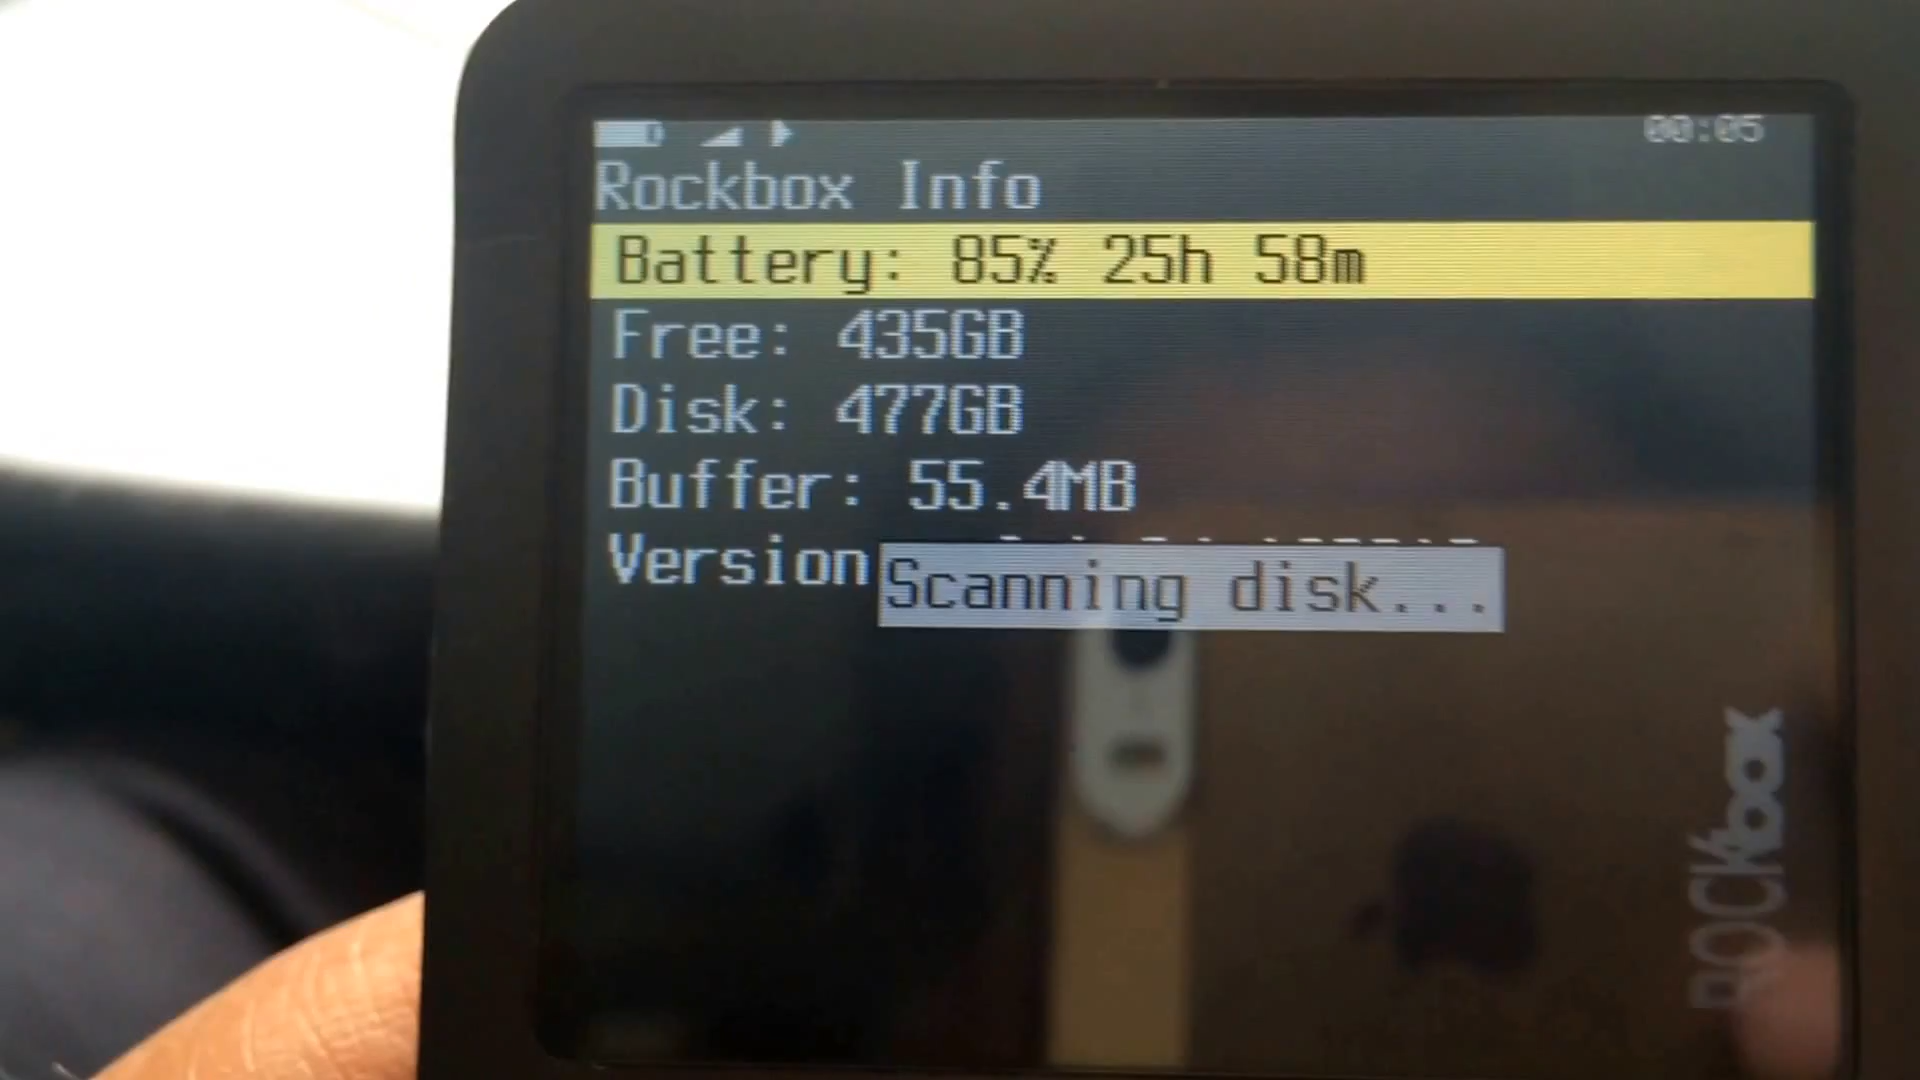 00:05
Rockbox Info
Battery: 85% 25h 58m
Free: 435GB
Disk: 477GB
Buffer: 55.4MB
Version
Scanning disk...
ROCKbox